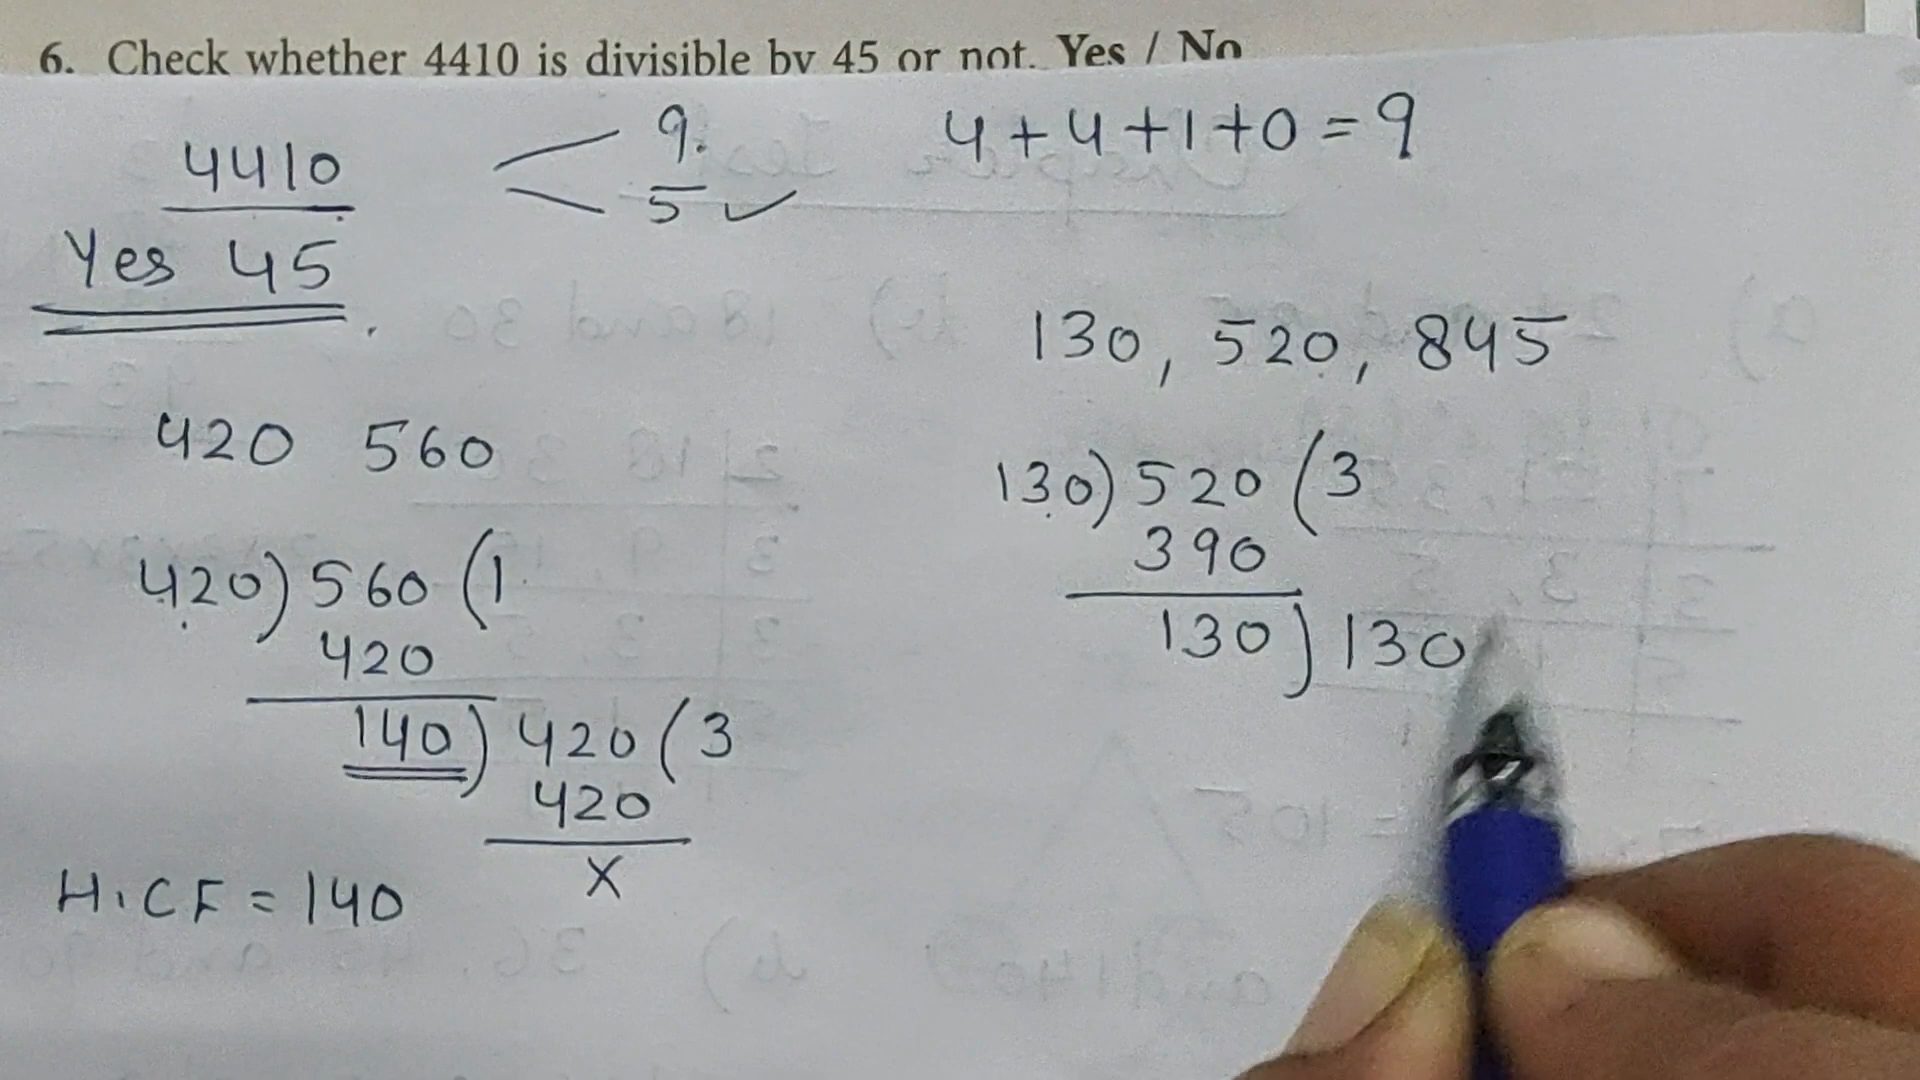 6. Check whether 4410 is divisible by 45 or not. Yes / No
4410
Yes 45
9.
5 ✓
4+4+1+0=9
420 560
420) 560 (1
420
140) 420 (3
420
x
H.CF = 140
130, 520, 845
130) 520 (3
390
130) 130